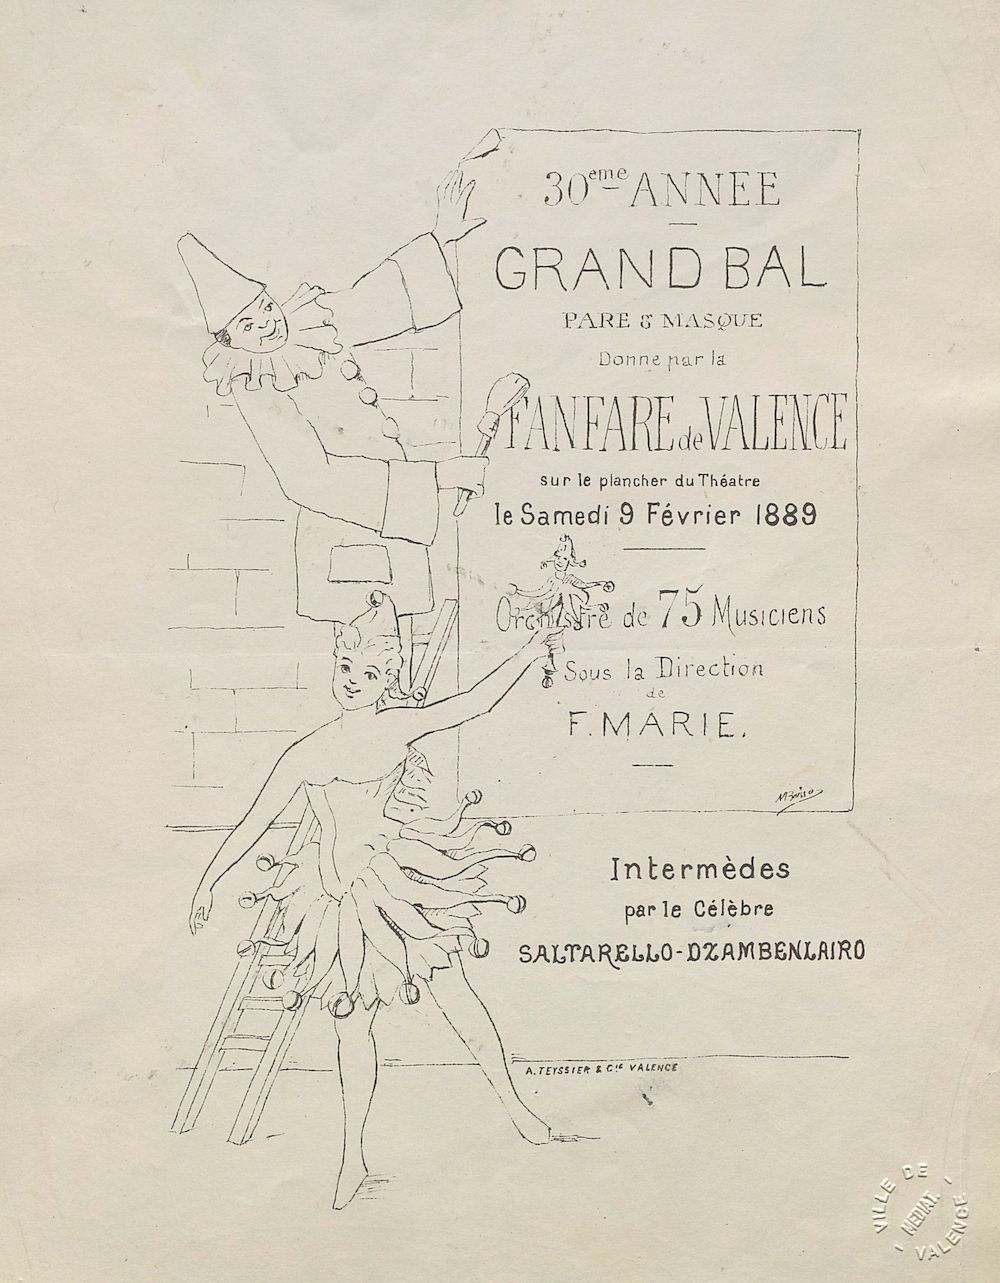 30eme ANNEE
GRAND BAL
PARE & MASQUE
Donne par la
FANFARE de VALENCE
sur le plancher du Théatre
le Samedi 9 Février 1889
Orchestre de 75 Musiciens
Sous la Direction
de
F. MARIE.
Intermèdes
par le Célèbre
SALTARELLO-DZAMBENLAIRO
A. TEYSSIER & Cie VALENCE
VILLE DE
MEDIAT.
VALENCE